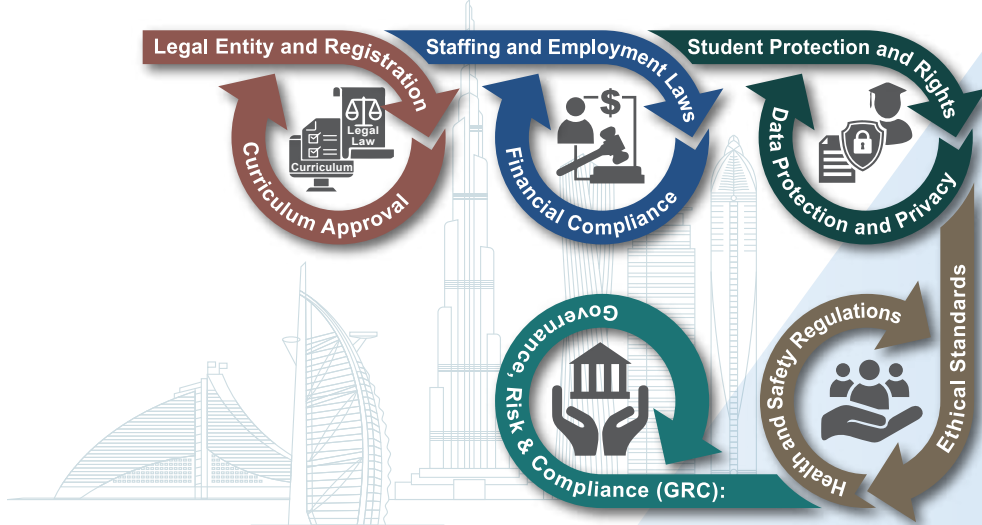 Legal Entity and Registration
Legal
Law
Curriculum
Curriculum Approval
Staffing and Employment Laws
$
Financial Compliance
Student Protection and Rights
Data Protection and Privacy
Ethical Standards
Health and Safety Regulations
Governance, Risk & Compliance (GRC):